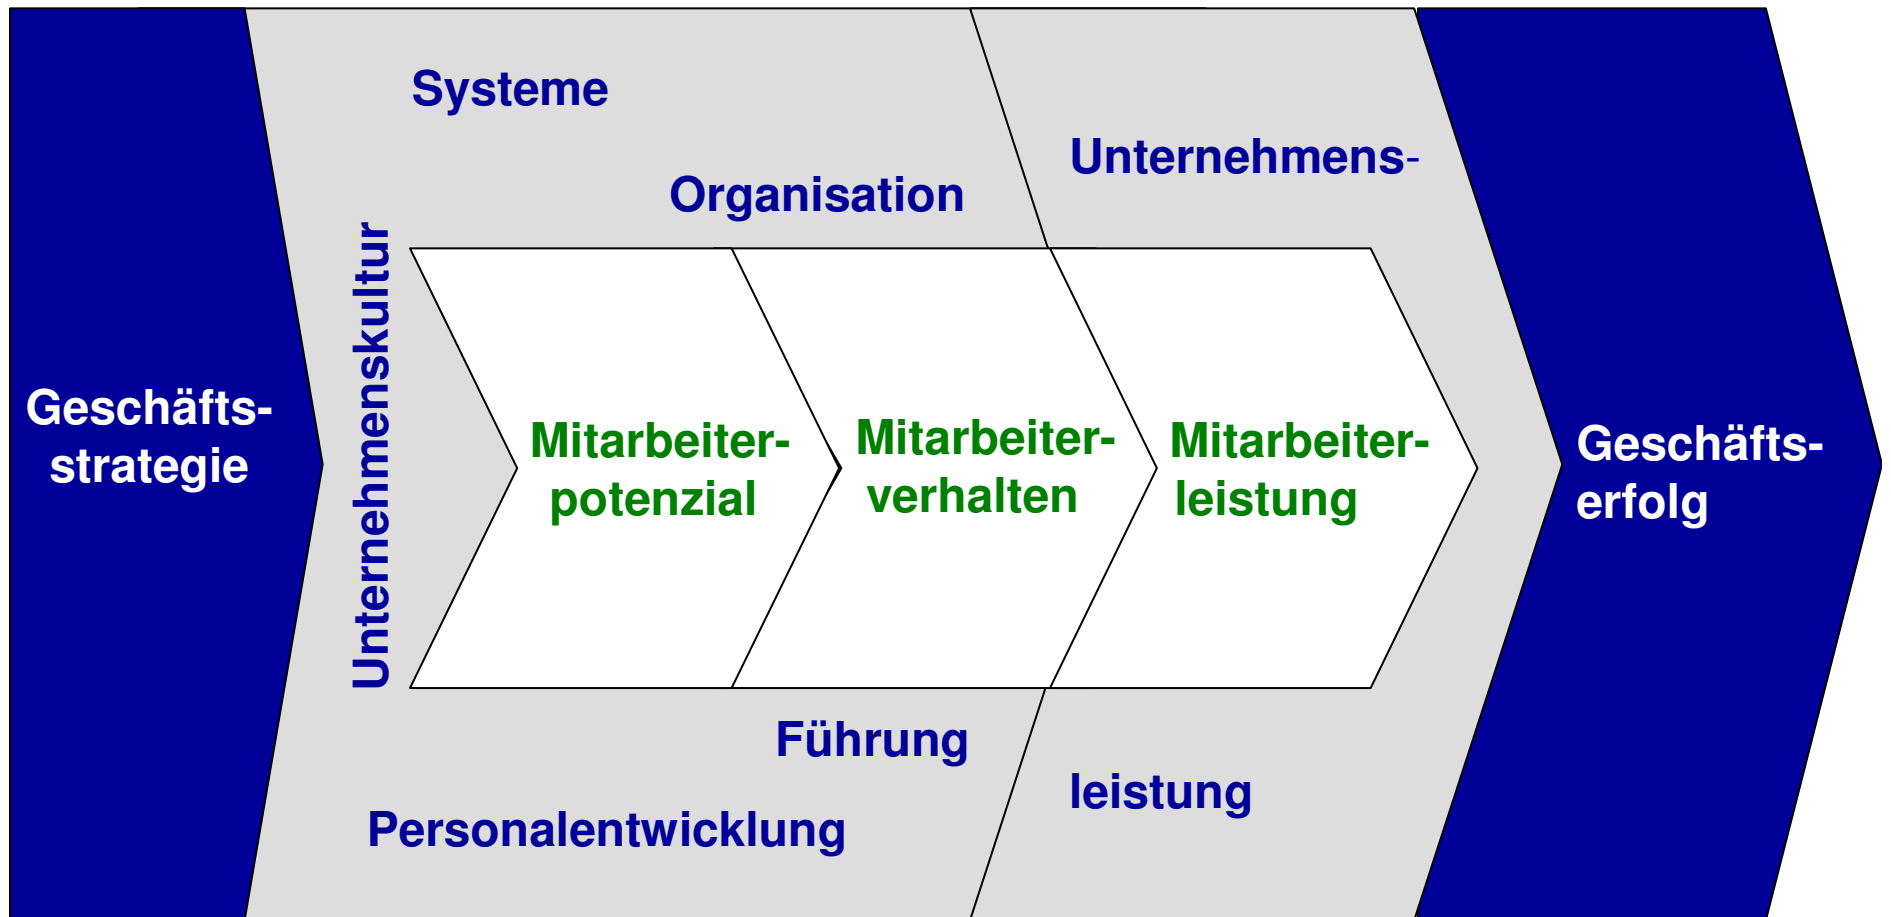 Systeme
Unternehmens-
Organisation
Unternehmenskultur
Geschäfts-
strategie
Mitarbeiter-
potenzial
Mitarbeiter-
verhalten
Mitarbeiter-
leistung
Geschäfts-
erfolg
Führung
leistung
Personalentwicklung